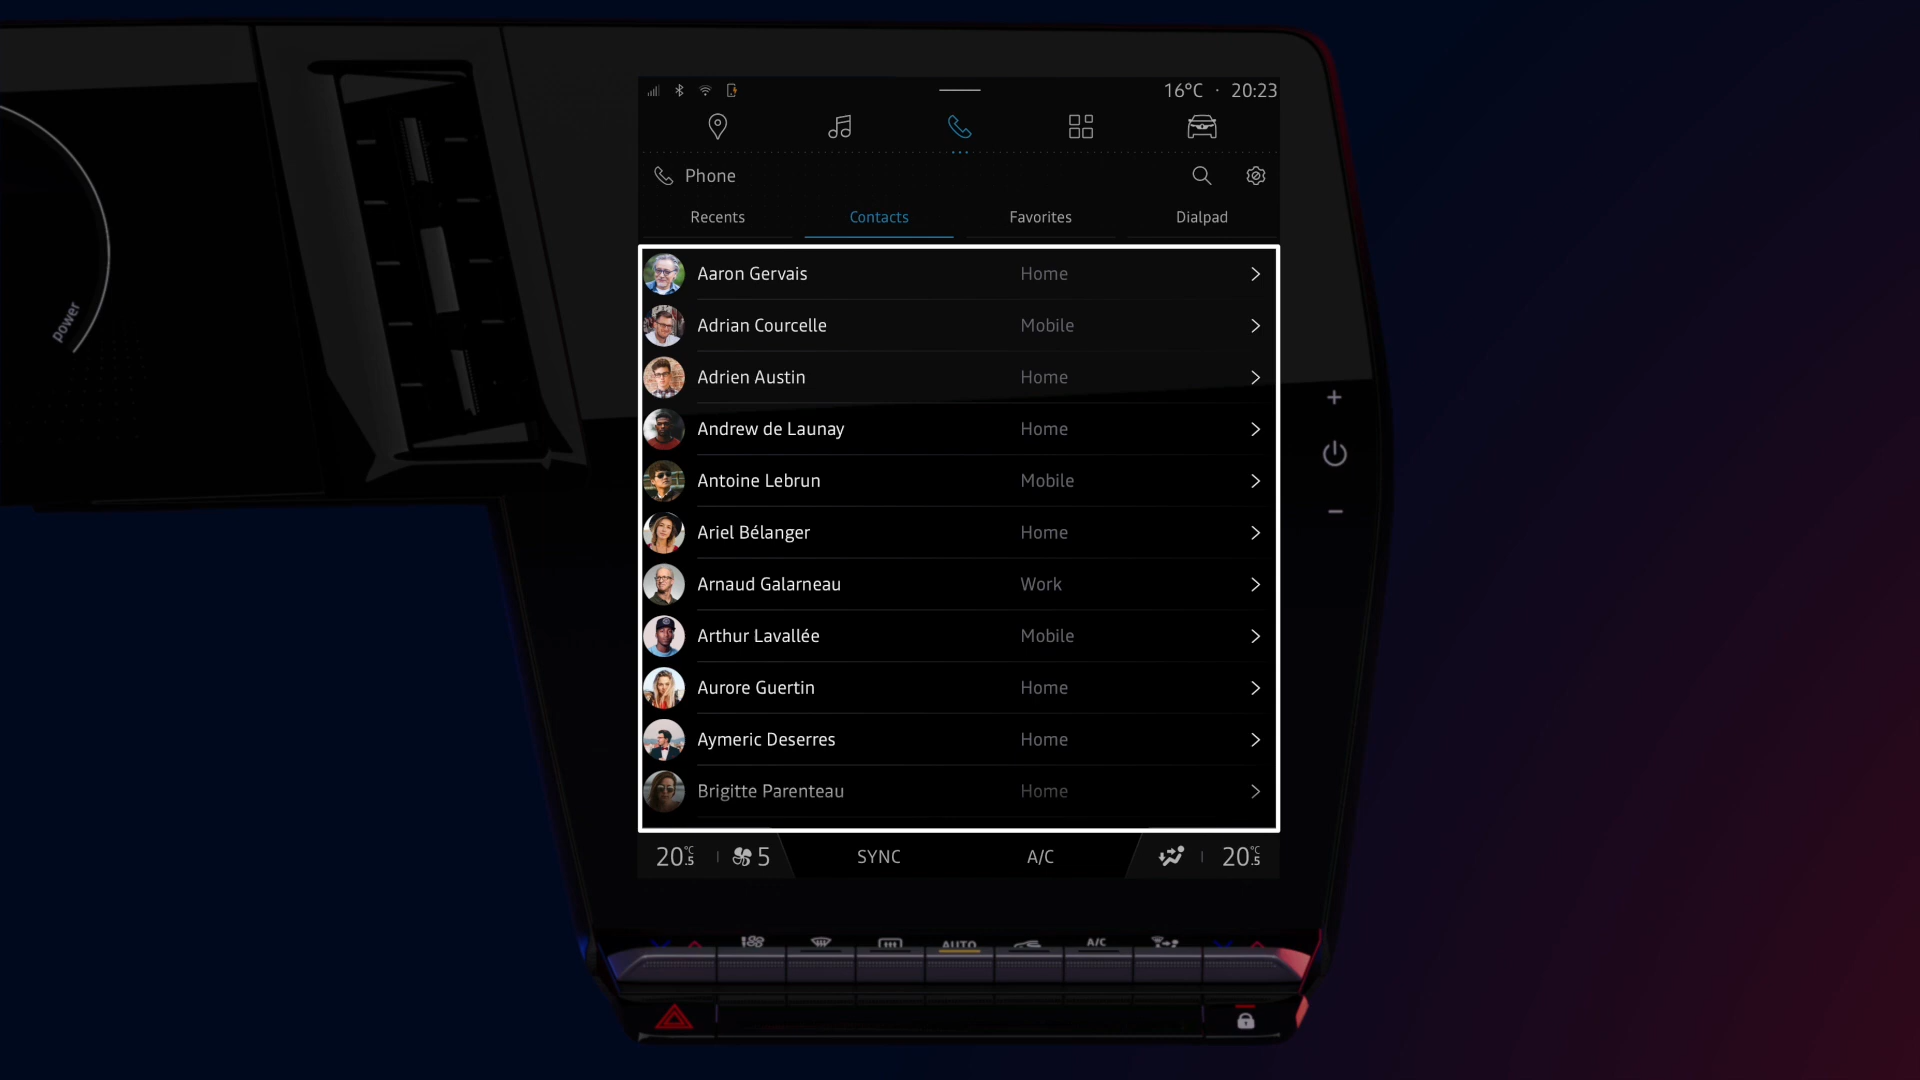 16°C · 20:23
Phone
Recents Contacts Favorites Dialpad
Aaron Gervais Home
Adrian Courcelle Mobile
Adrien Austin Home
Andrew de Launay Home
Antoine Lebrun Mobile
Ariel Bélanger Home
Arnaud Galarneau Work
Arthur Lavallée Mobile
Aurore Guertin Home
Aymeric Deserres Home
Brigitte Parenteau Home
20.5°C 5 SYNC A/C 20.5°C
power
AUTO A/C